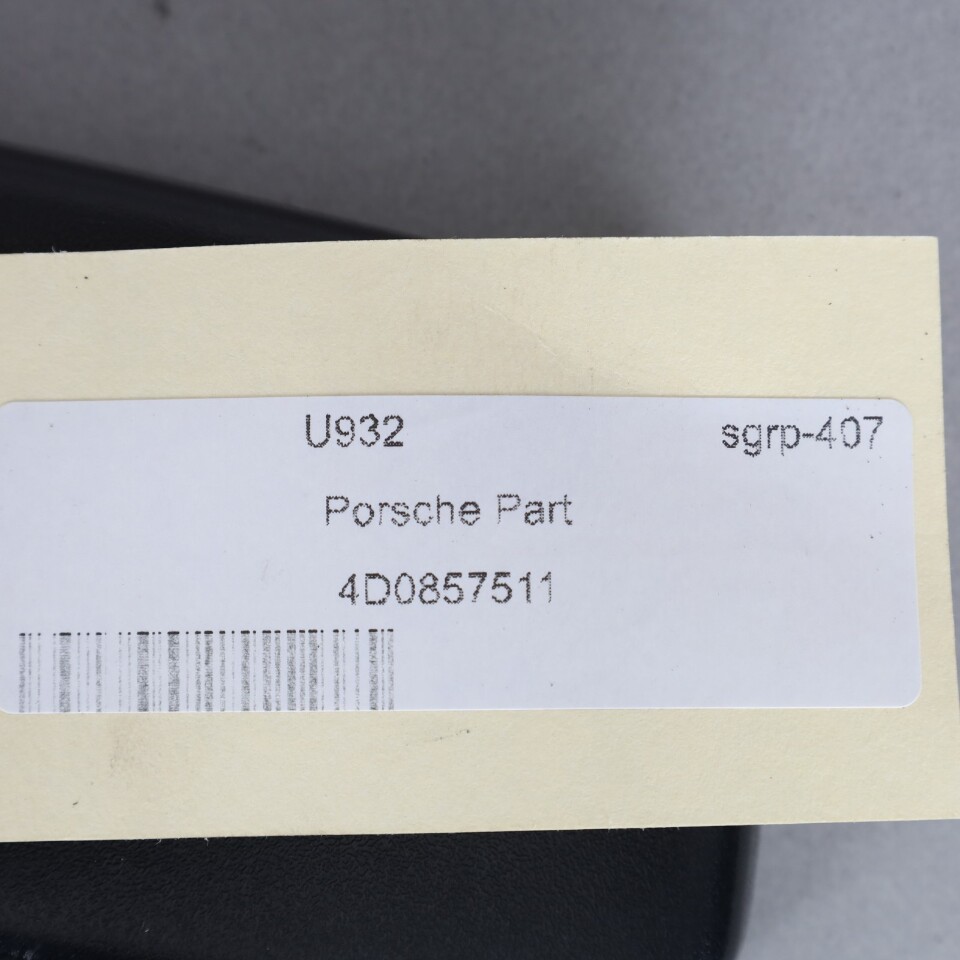 U932 sgrp-407
Porsche Part
4D0857511